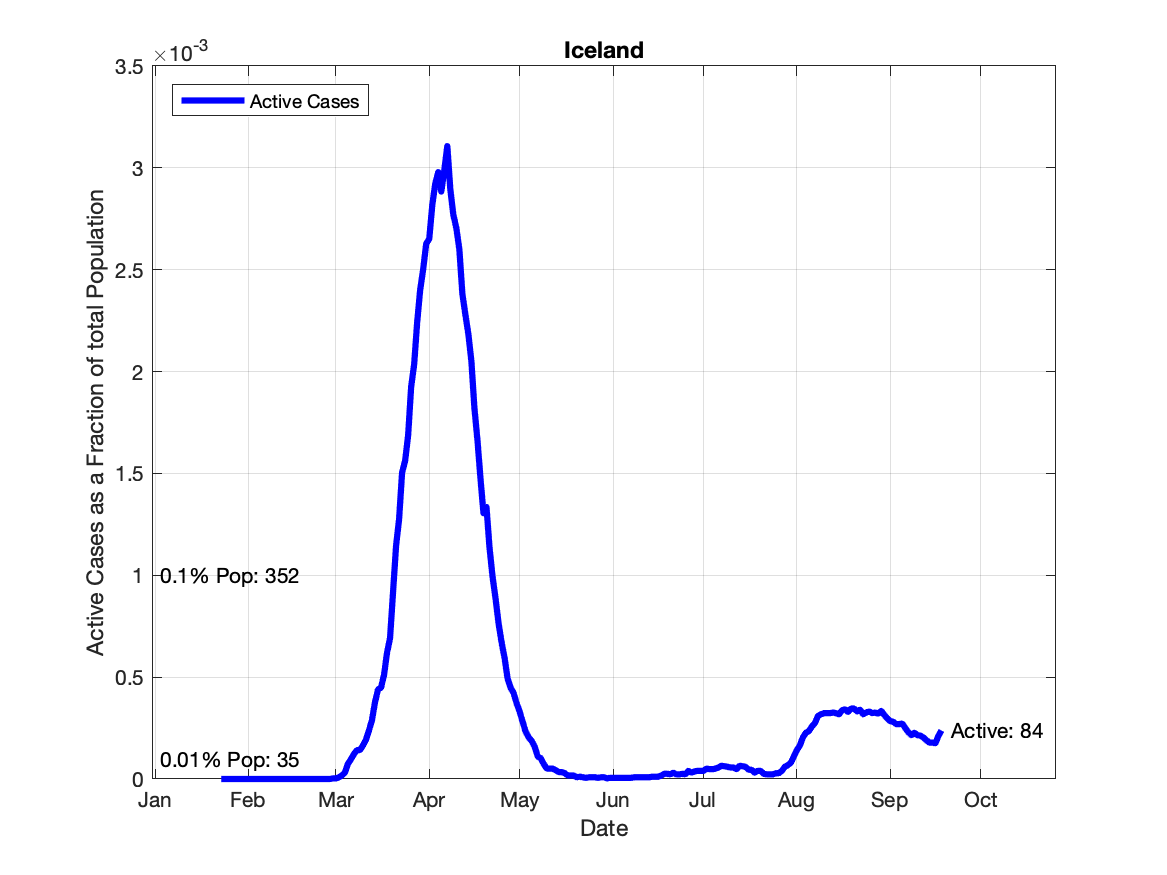 Iceland
×10-3
3.5
3
2.5
2
1.5
1
0.5
0
Active Cases
0.1% Pop: 352
0.01% Pop: 35
Active: 84
Active Cases as a Fraction of total Population
Jan Feb Mar Apr May Jun Jul Aug Sep Oct
Date